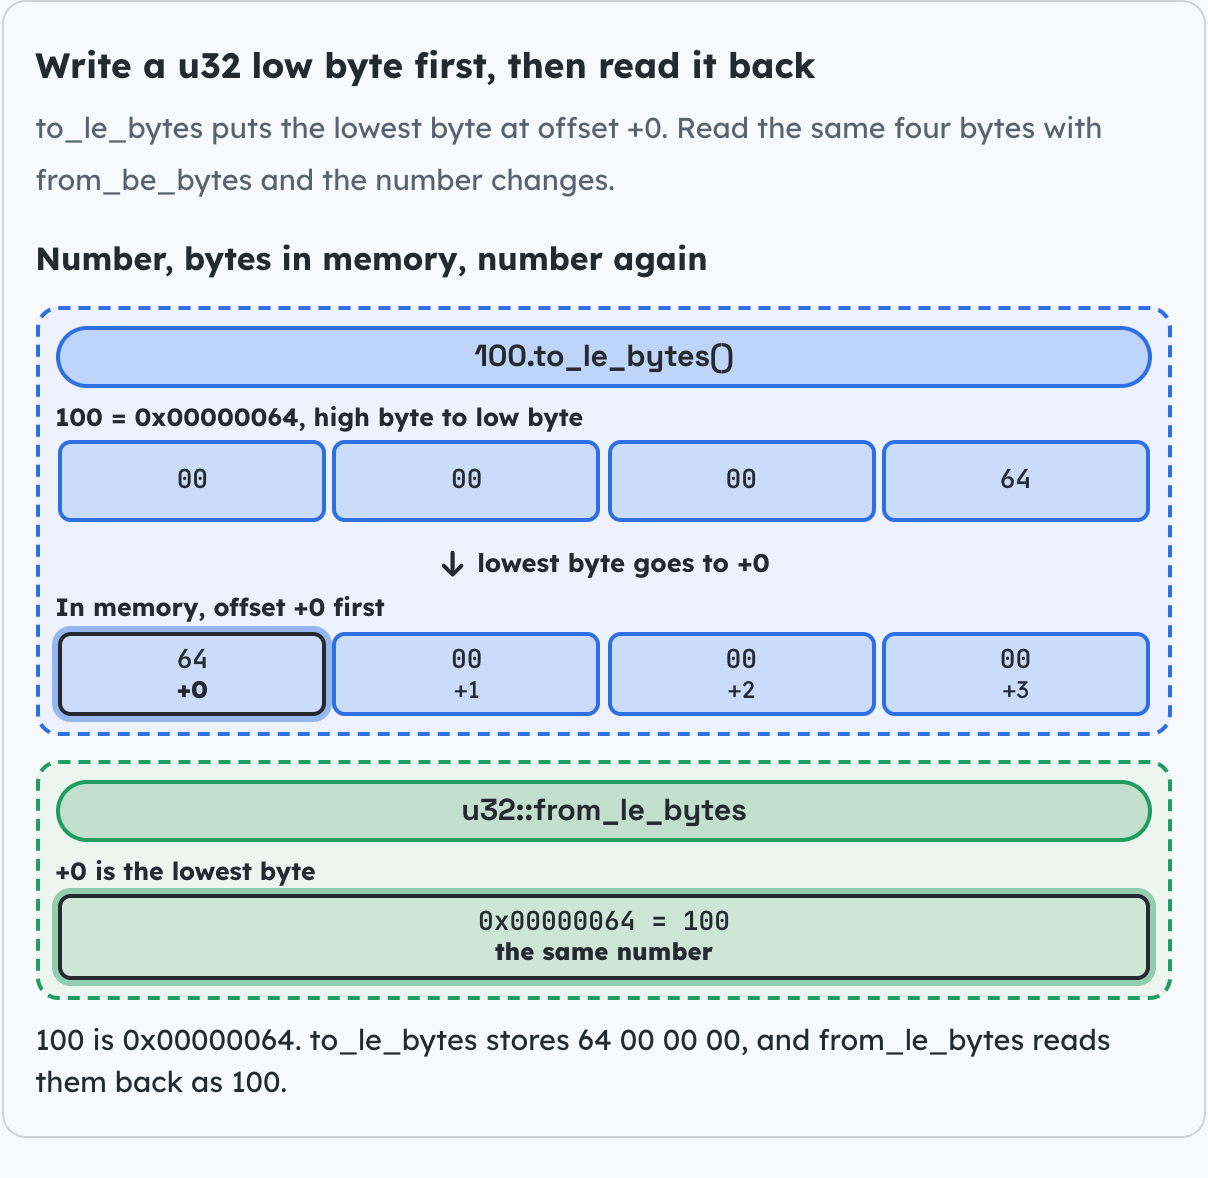 Write a u32 low byte first, then read it back
to_le_bytes puts the lowest byte at offset +0. Read the same four bytes with
from_be_bytes and the number changes.
Number, bytes in memory, number again
100.to_le_bytes()
100 = 0x00000064, high byte to low byte
00 00 00 64
↓ lowest byte goes to +0
In memory, offset +0 first
64 00 00 00
+0 +1 +2 +3
u32::from_le_bytes
+0 is the lowest byte
0x00000064 = 100
the same number
100 is 0x00000064. to_le_bytes stores 64 00 00 00, and from_le_bytes reads
them back as 100.